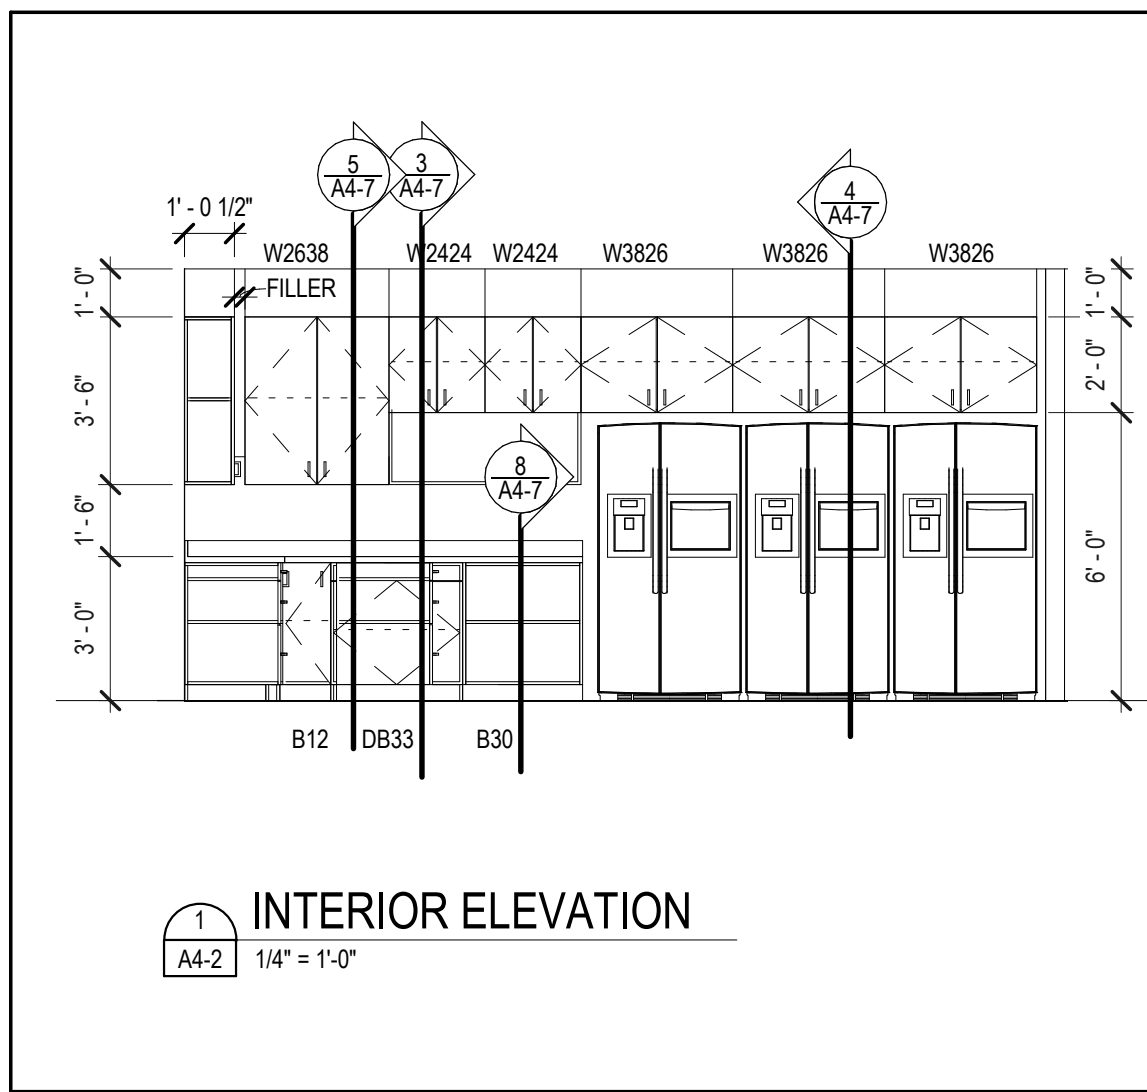 5
A4-7
3
A4-7
4
A4-7
1' - 0 1/2"
W2638
W2424
W2424
W3826
W3826
W3826
FILLER
1' - 0"
3' - 6"
1' - 6"
3' - 0"
1' - 0"
2' - 0"
6' - 0"
8
A4-7
B12
DB33
B30
1
A4-2
INTERIOR ELEVATION
1/4" = 1'-0"